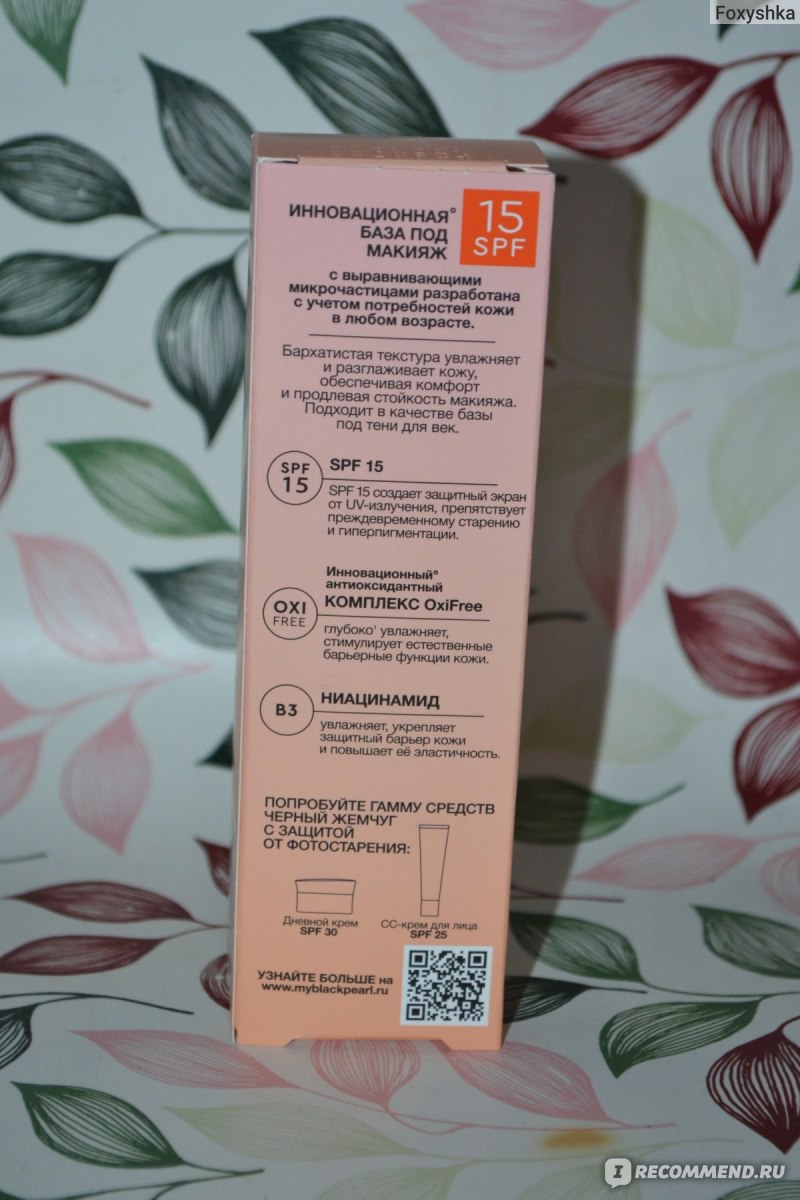 Foxyshka
ИННОВАЦИОННАЯ°
БАЗА ПОД
МАКИЯЖ
15
SPF
с выравнивающими
микрочастицами разработана
с учетом потребностей кожи
в любом возрасте.
Бархатистая текстура увлажняет
и разглаживает кожу,
обеспечивая комфорт
и продлевая стойкость макияжа.
Подходит в качестве базы
под тени для век.
SPF
15
SPF 15
SPF 15 создает защитный экран
от UV-излучения, препятствует
преждевременному старению
и гиперпигментации.
OXI
FREE
Инновационный°
антиоксидантный
КОМПЛЕКС OxiFree
глубоко¹ увлажняет,
стимулирует естественные
барьерные функции кожи.
B3
НИАЦИНАМИД
увлажняет, укрепляет
защитный барьер кожи
и повышает её эластичность.
ПОПРОБУЙТЕ ГАММУ СРЕДСТВ
ЧЕРНЫЙ ЖЕМЧУГ
С ЗАЩИТОЙ
ОТ ФОТОСТАРЕНИЯ:
Дневной крем
SPF 30
СС-крем для лица
SPF 25
УЗНАЙТЕ БОЛЬШЕ на
www.myblackpearl.ru
IRECOMMEND.RU